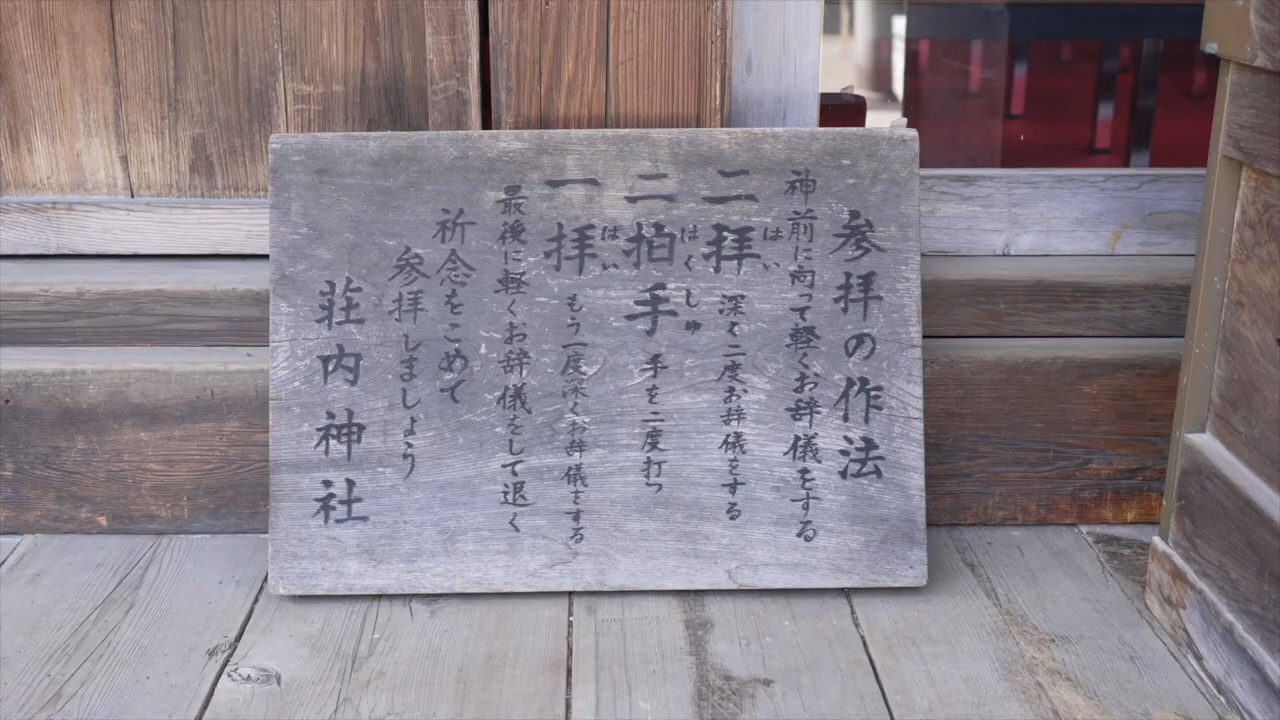 参拝の作法
神前に向って軽くお辞儀をする
二拝 深く二度お辞儀をする
はい
二拍手 手を二度打つ
はくしゅ
一拝 もう一度深くお辞儀をする
はい
最後に軽くお辞儀をして退く
祈念をこめて
参拝しましょう
荘内神社